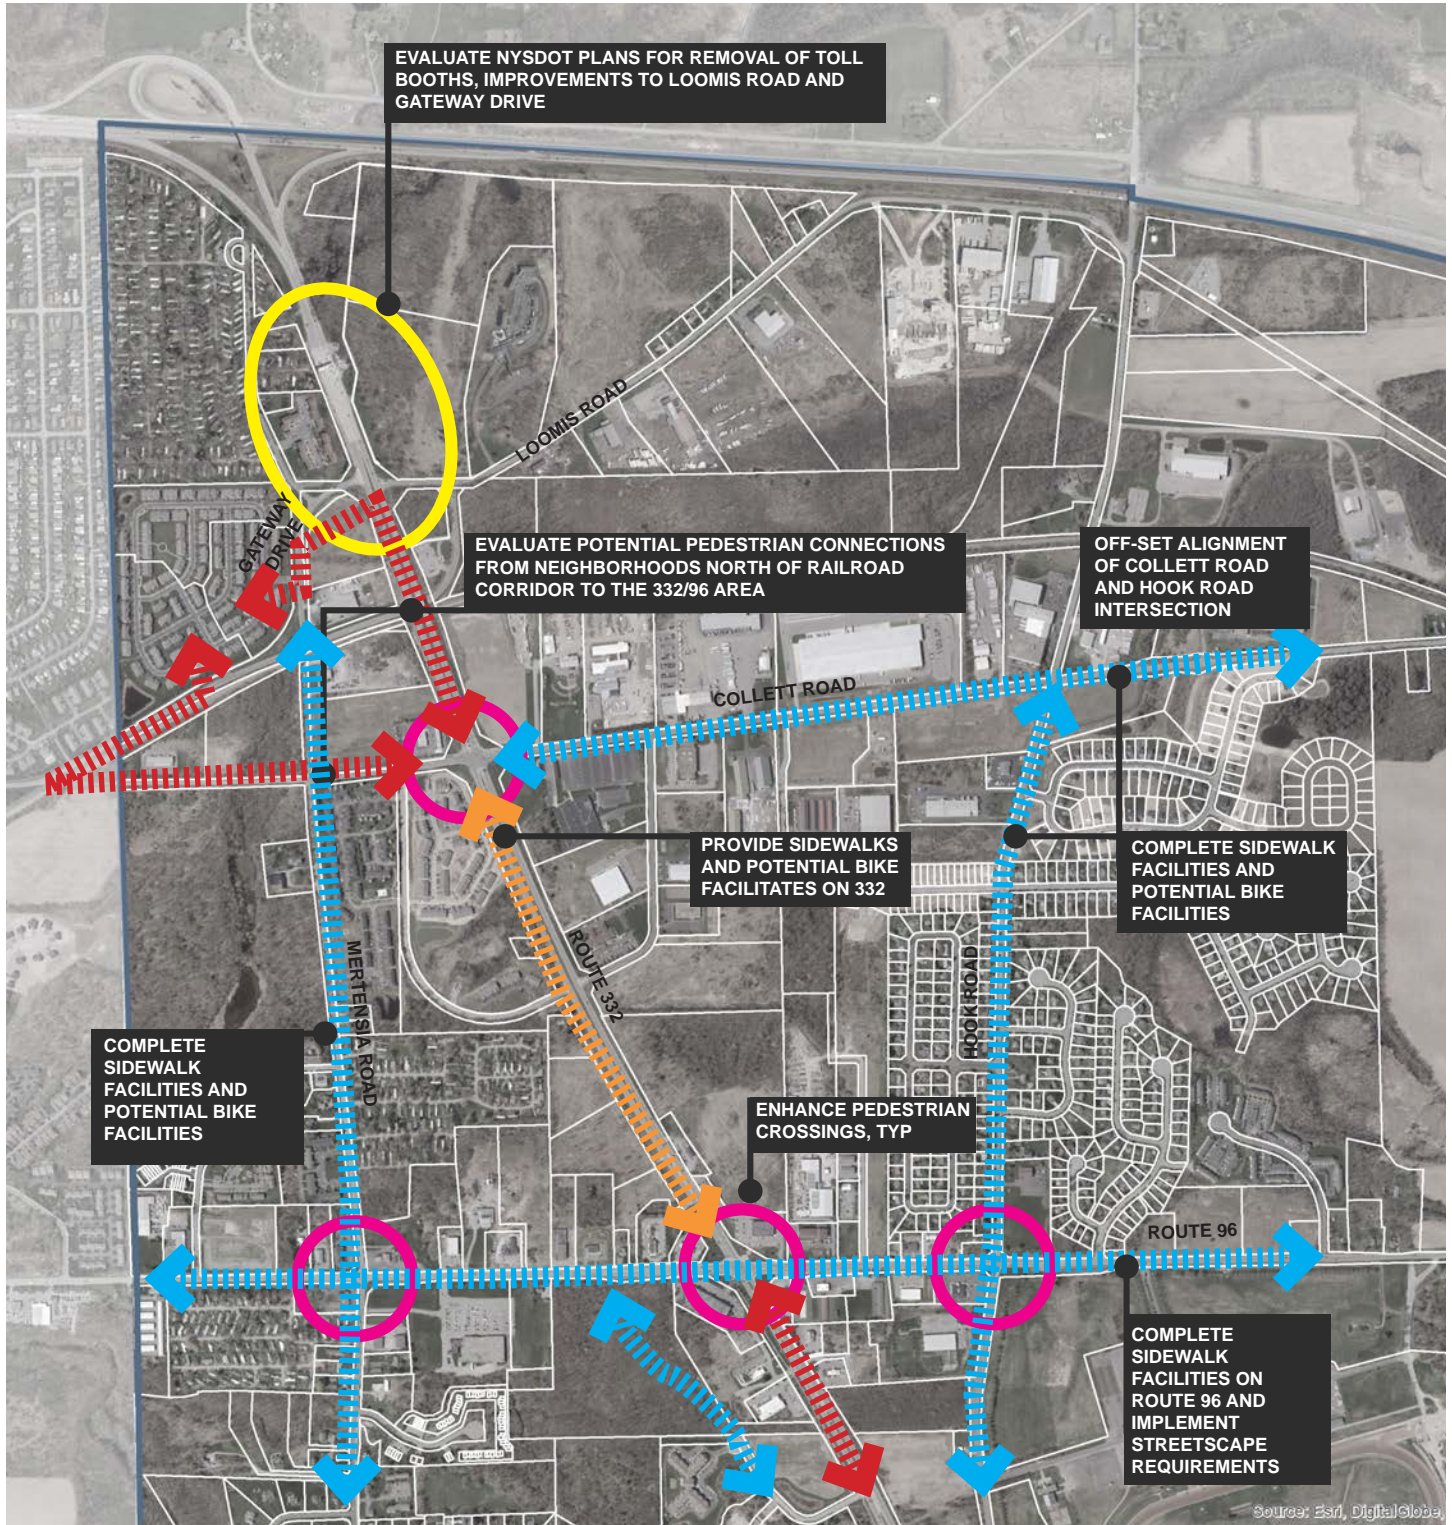 EVALUATE NYSDOT PLANS FOR REMOVAL OF TOLL
BOOTHS, IMPROVEMENTS TO LOOMIS ROAD AND
GATEWAY DRIVE
LOOMIS ROAD
GATEWAY
DRIVE
EVALUATE POTENTIAL PEDESTRIAN CONNECTIONS
FROM NEIGHBORHOODS NORTH OF RAILROAD
CORRIDOR TO THE 332/96 AREA
OFF-SET ALIGNMENT
OF COLLETT ROAD
AND HOOK ROAD
INTERSECTION
COLLETT ROAD
PROVIDE SIDEWALKS
AND POTENTIAL BIKE
FACILITATES ON 332
COMPLETE SIDEWALK
FACILITIES AND
POTENTIAL BIKE
FACILITIES
ROUTE 332
MERTENSIA ROAD
HOOK ROAD
COMPLETE
SIDEWALK
FACILITIES AND
POTENTIAL BIKE
FACILITIES
ENHANCE PEDESTRIAN
CROSSINGS, TYP
ROUTE 96
COMPLETE
SIDEWALK
FACILITIES ON
ROUTE 96 AND
IMPLEMENT
STREETSCAPE
REQUIREMENTS
Source: Esri, DigitalGlobe,